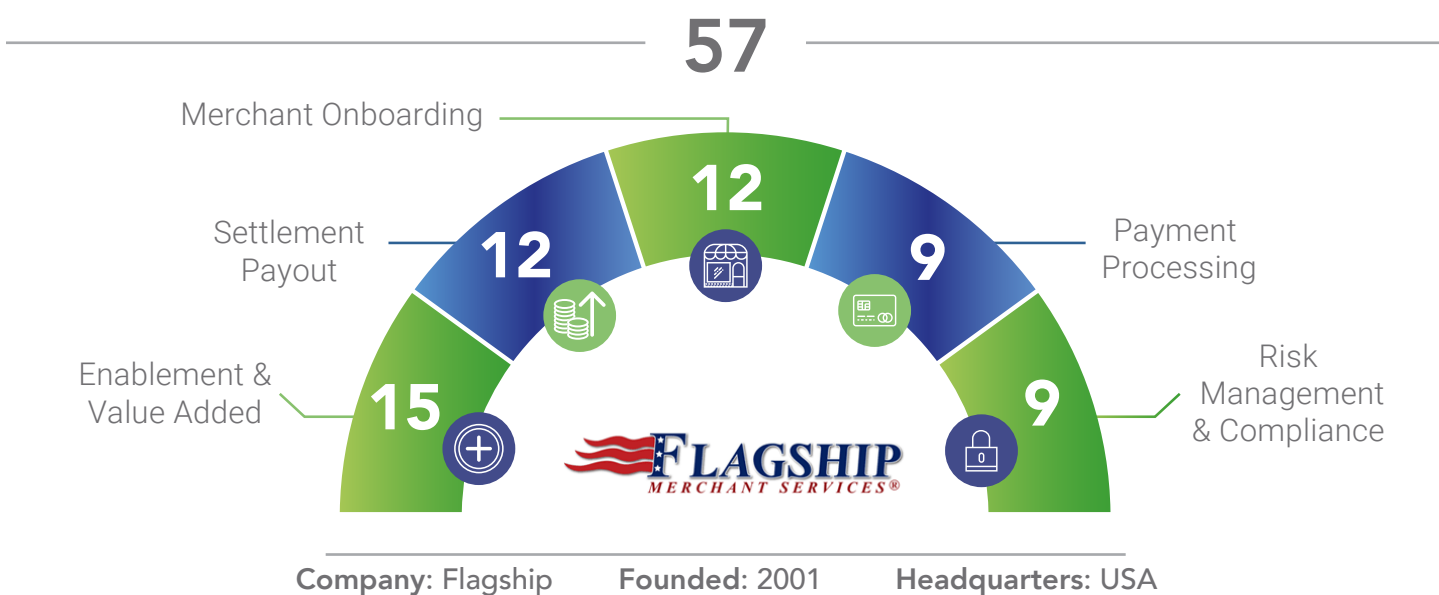 57
Merchant Onboarding
12
Settlement
Payout
12
9
Payment
Processing
Enablement &
Value Added
15
9
Risk
Management
& Compliance
FLAGSHIP
MERCHANT SERVICES®
Company: Flagship Founded: 2001 Headquarters: USA